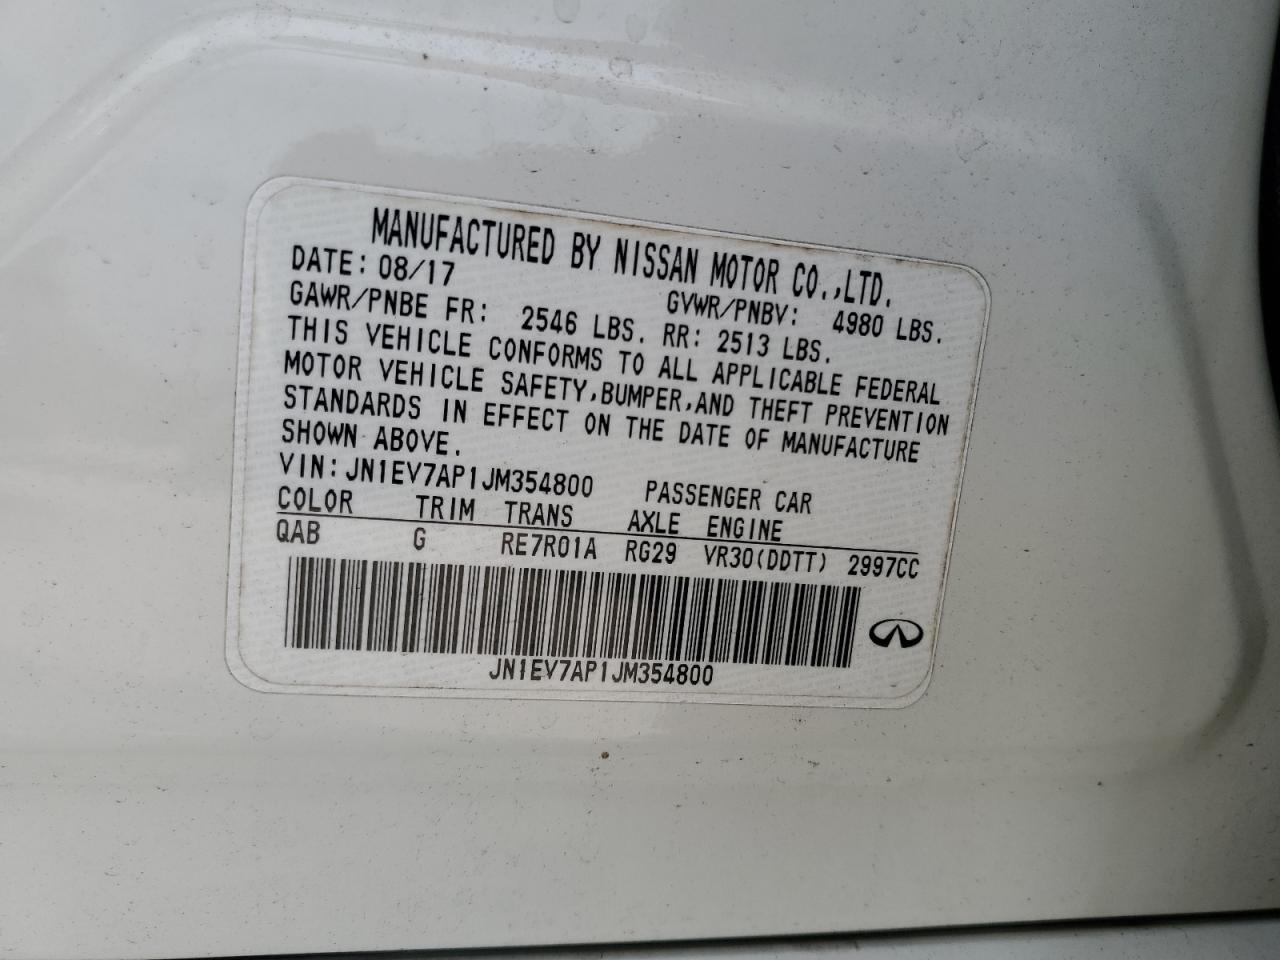 MANUFACTURED BY NISSAN MOTOR CO.,LTD.
DATE: 08/17 GVWR/PNBV: 4980 LBS.
GAWR/PNBE FR: 2546 LBS. RR: 2513 LBS.
THIS VEHICLE CONFORMS TO ALL APPLICABLE FEDERAL
MOTOR VEHICLE SAFETY,BUMPER,AND THEFT PREVENTION
STANDARDS IN EFFECT ON THE DATE OF MANUFACTURE
SHOWN ABOVE.
VIN: JN1EV7AP1JM354800 PASSENGER CAR
COLOR TRIM TRANS AXLE ENGINE
QAB G RE7R01A RG29 VR30(DDTT) 2997CC
JN1EV7AP1JM354800